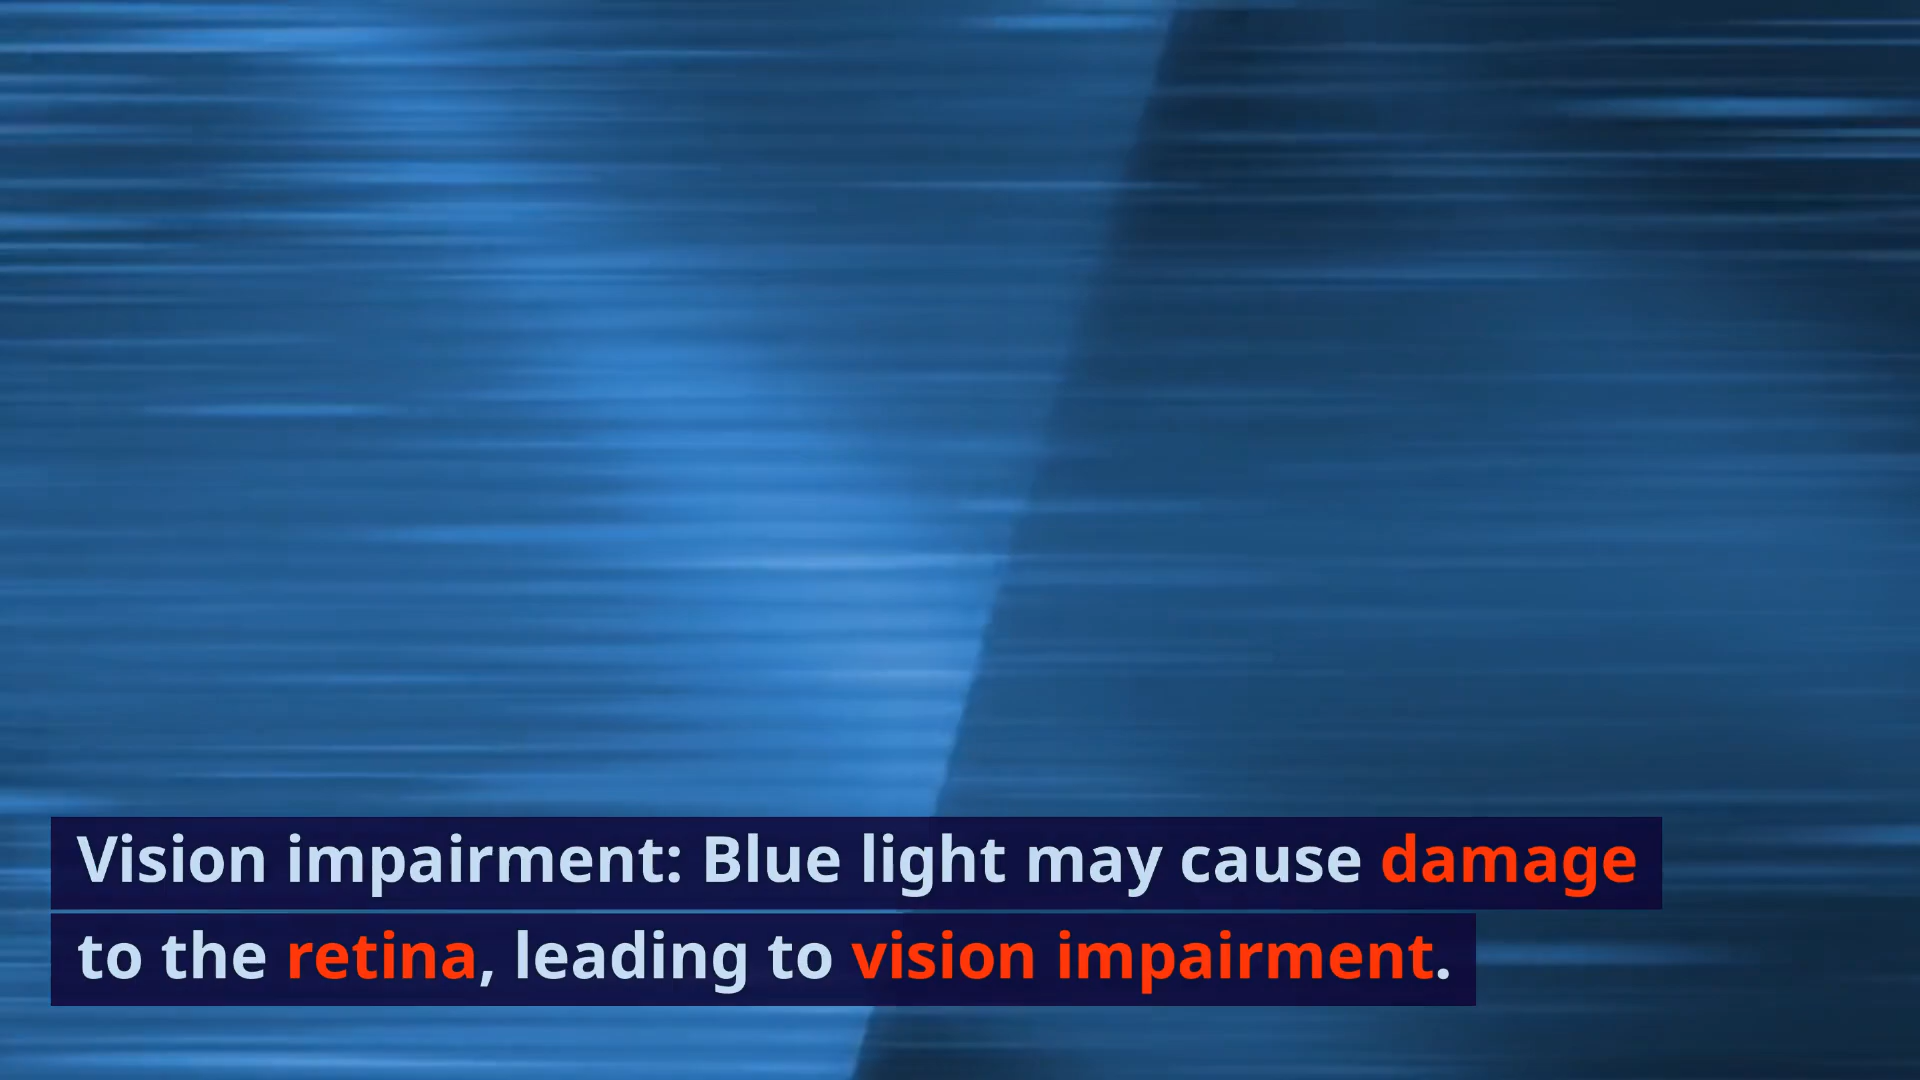 Vision impairment: Blue light may cause damage
to the retina, leading to vision impairment.